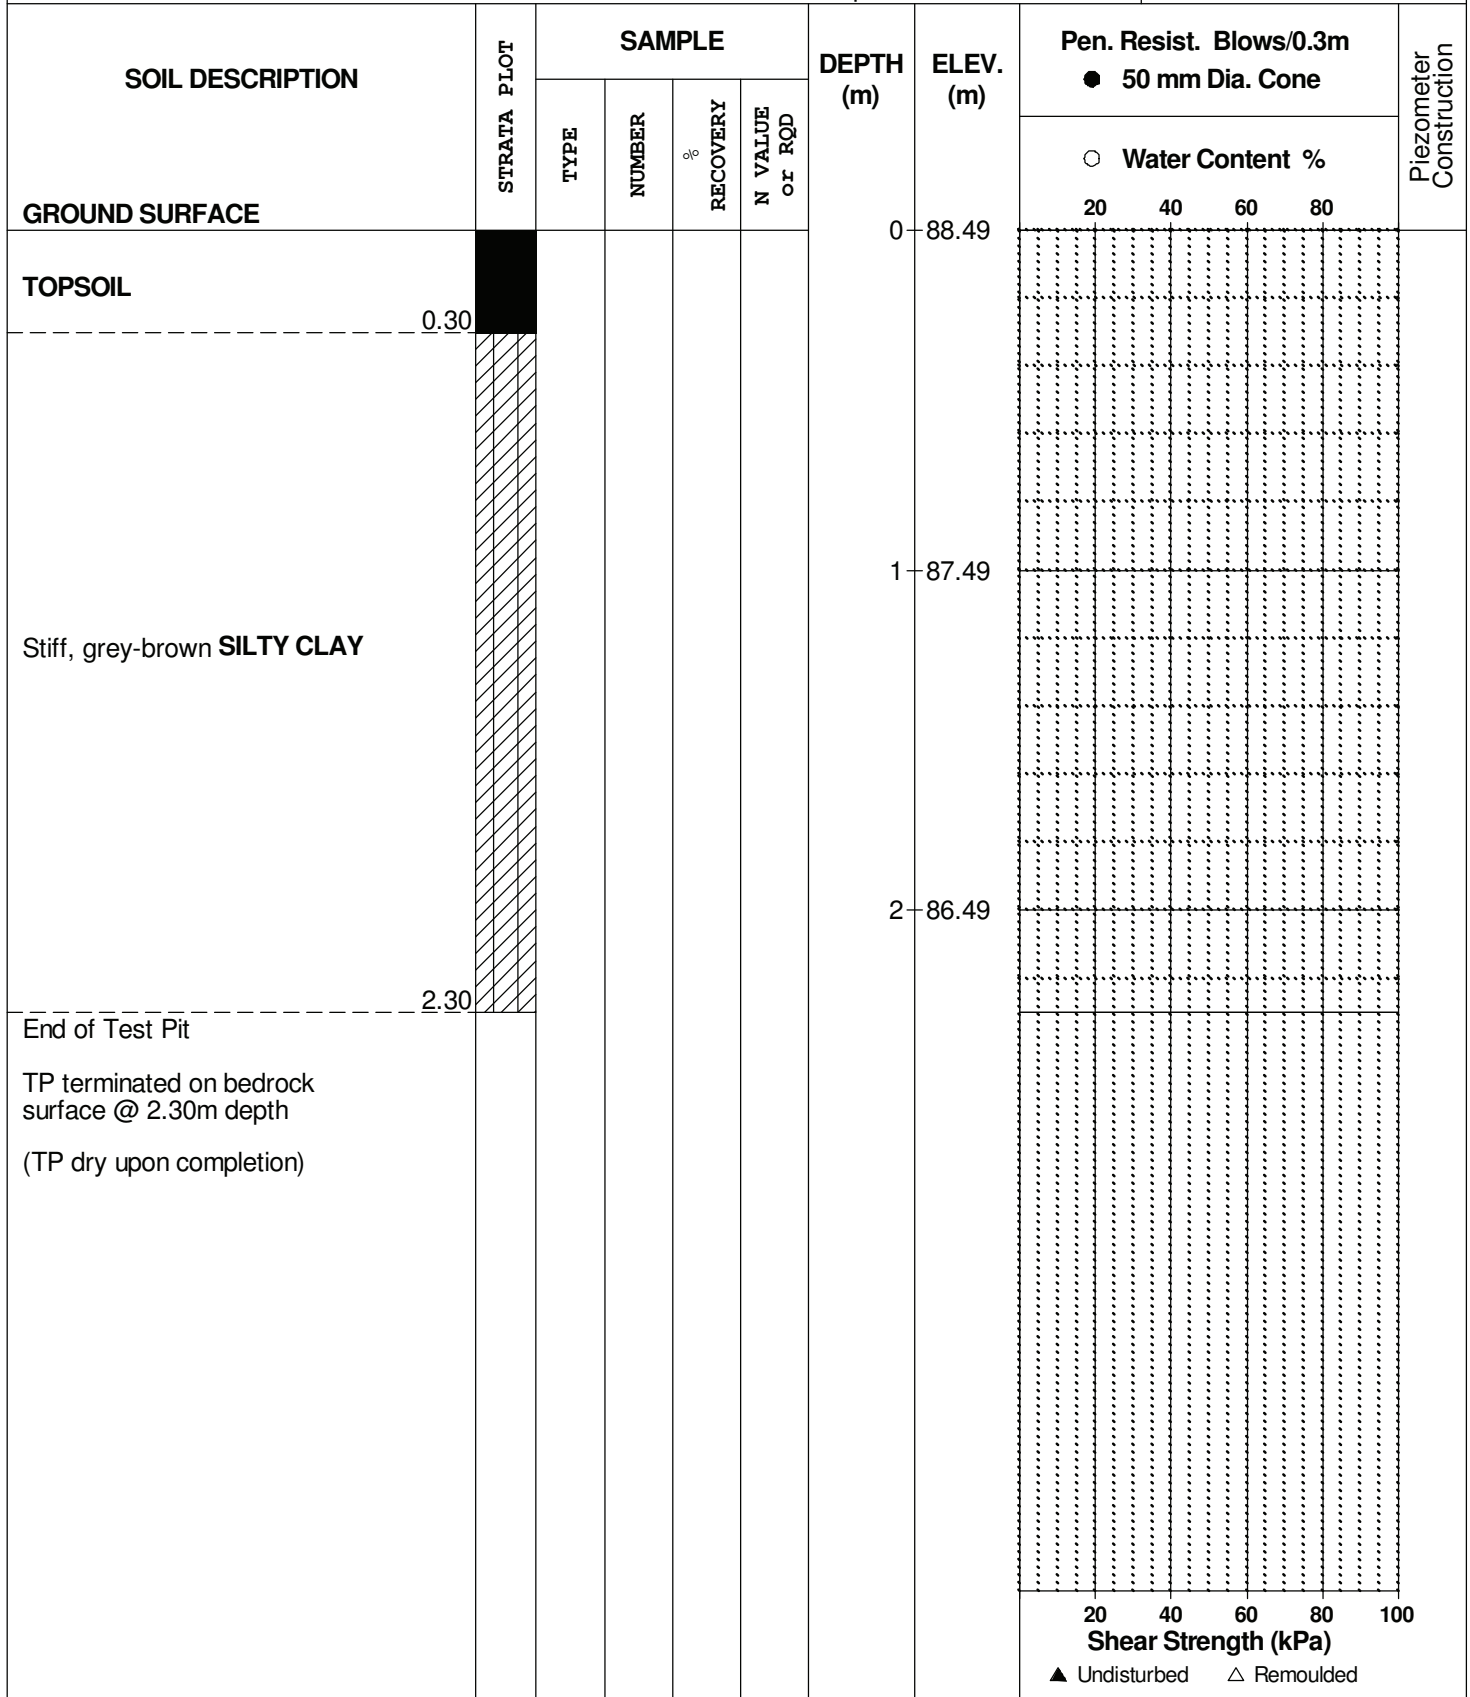 SOIL DESCRIPTION
GROUND SURFACE
STRATA PLOT
SAMPLE
TYPE
NUMBER
%
RECOVERY
N VALUE
or RQD
DEPTH
(m)
ELEV.
(m)
Pen. Resist. Blows/0.3m
● 50 mm Dia. Cone
○ Water Content %
20 40 60 80
Piezometer
Construction
0 88.49
TOPSOIL
0.30
1 87.49
Stiff, grey-brown SILTY CLAY
2 86.49
2.30
End of Test Pit
TP terminated on bedrock
surface @ 2.30m depth
(TP dry upon completion)
20 40 60 80 100
Shear Strength (kPa)
▲ Undisturbed △ Remoulded